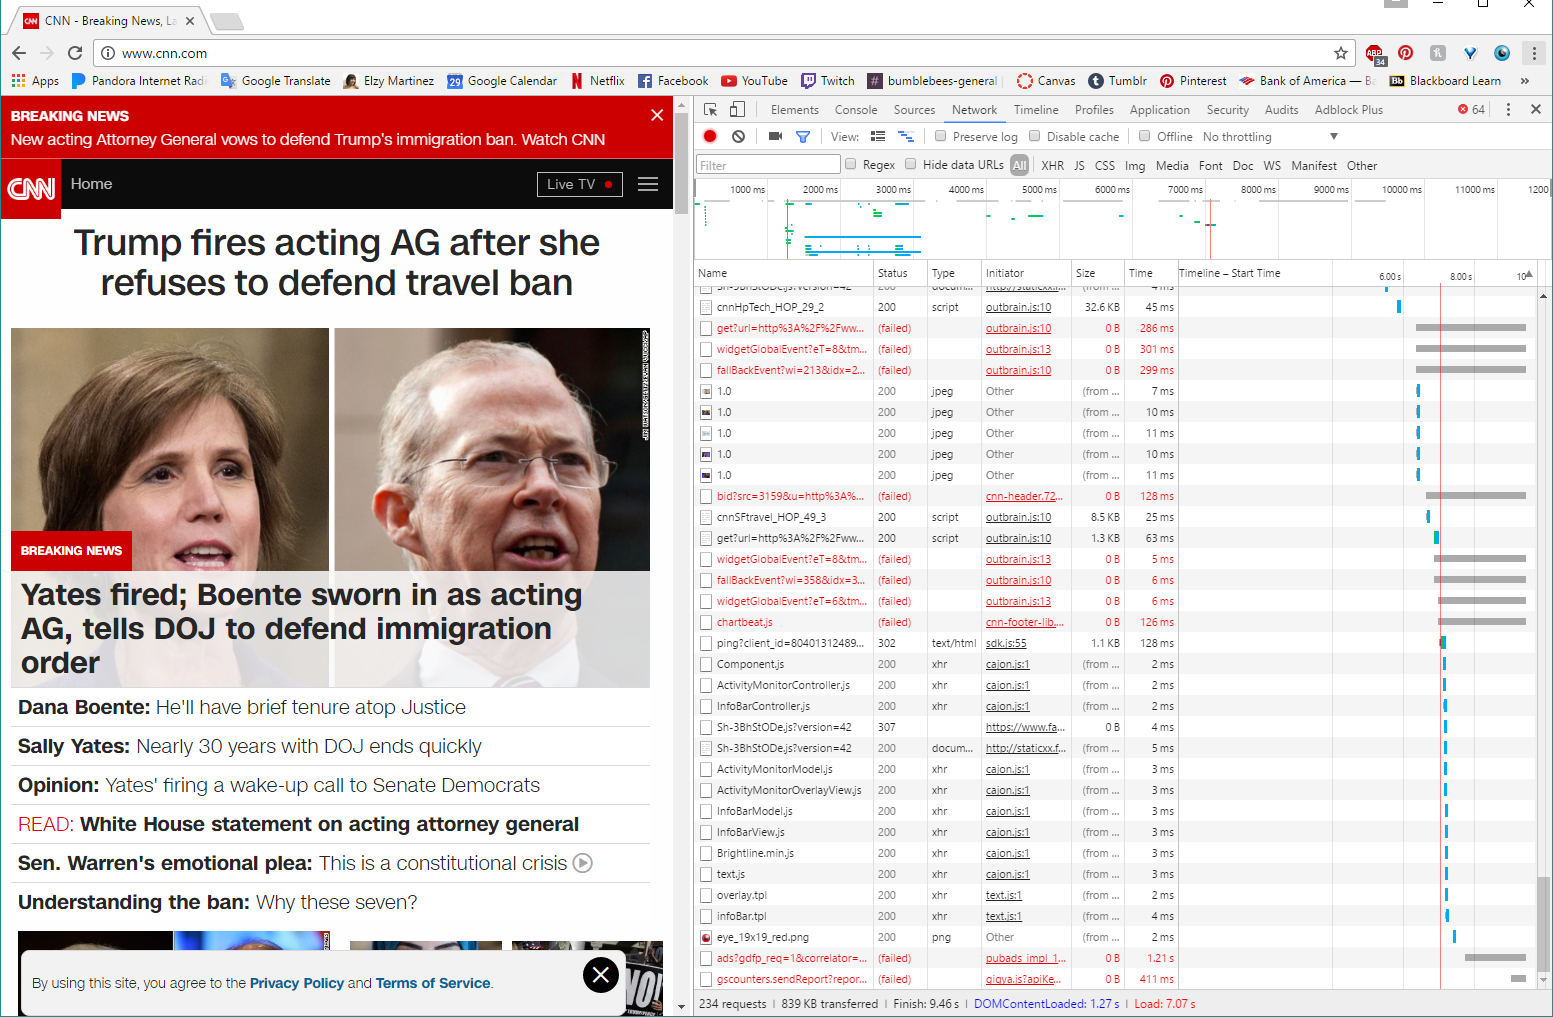 CNN - Breaking News, La
www.cnn.com
ABP
34
Apps
Pandora Internet Radi
Google Translate
Elzy Martinez
29
Google Calendar
Netflix
Facebook
YouTube
Twitch
bumblebees-general
Canvas
Tumblr
Pinterest
Bank of America — Ba
Bb
Blackboard Learn
»
BREAKING NEWS
New acting Attorney General vows to defend Trump's immigration ban. Watch CNN
CNN
Home
Live TV
Trump fires acting AG after she
refuses to defend travel ban
BREAKING NEWS
Yates fired; Boente sworn in as acting
AG, tells DOJ to defend immigration
order
Dana Boente: He'll have brief tenure atop Justice
Sally Yates: Nearly 30 years with DOJ ends quickly
Opinion: Yates' firing a wake-up call to Senate Democrats
READ: White House statement on acting attorney general
Sen. Warren's emotional plea: This is a constitutional crisis
Understanding the ban: Why these seven?
By using this site, you agree to the Privacy Policy and Terms of Service.
Elements Console Sources Network Timeline Profiles Application Security Audits Adblock Plus 64
View: Preserve log Disable cache Offline No throttling
Filter Regex Hide data URLs All XHR JS CSS Img Media Font Doc WS Manifest Other
1000 ms 2000 ms 3000 ms 4000 ms 5000 ms 6000 ms 7000 ms 8000 ms 9000 ms 10000 ms 11000 ms 1200
Name Status Type Initiator Size Time Timeline – Start Time 6.00 s 8.00 s 10
Sh-3BhStODe.js?version=42 200 docum... http://staticxx.f... (from ... 4 ms
cnnHpTech_HOP_29_2 200 script outbrain.js:10 32.6 KB 45 ms
get?url=http%3A%2F%2Fww... (failed) outbrain.js:10 0 B 286 ms
widgetGlobalEvent?eT=8&tm... (failed) outbrain.js:13 0 B 301 ms
fallBackEvent?wi=213&idx=2... (failed) outbrain.js:10 0 B 299 ms
1.0 200 jpeg Other (from ... 7 ms
1.0 200 jpeg Other (from ... 10 ms
1.0 200 jpeg Other (from ... 11 ms
1.0 200 jpeg Other (from ... 10 ms
1.0 200 jpeg Other (from ... 11 ms
bid?src=3159&u=http%3A%... (failed) cnn-header.72... 0 B 128 ms
cnnSFtravel_HOP_49_3 200 script outbrain.js:10 8.5 KB 25 ms
get?url=http%3A%2F%2Fww... 200 script outbrain.js:10 1.3 KB 63 ms
widgetGlobalEvent?eT=8&tm... (failed) outbrain.js:13 0 B 5 ms
fallBackEvent?wi=358&idx=3... (failed) outbrain.js:10 0 B 6 ms
widgetGlobalEvent?eT=6&tm... (failed) outbrain.js:13 0 B 6 ms
chartbeat.js (failed) cnn-footer-lib.... 0 B 126 ms
ping?client_id=80401312489... 302 text/html sdk.js:55 1.1 KB 128 ms
Component.js 200 xhr cajon.js:1 (from ... 2 ms
ActivityMonitorController.js 200 xhr cajon.js:1 (from ... 2 ms
InfoBarController.js 200 xhr cajon.js:1 (from ... 2 ms
Sh-3BhStODe.js?version=42 307 https://www.fa... 0 B 4 ms
Sh-3BhStODe.js?version=42 200 docum... http://staticxx.f... (from ... 5 ms
ActivityMonitorModel.js 200 xhr cajon.js:1 (from ... 3 ms
ActivityMonitorOverlayView.js 200 xhr cajon.js:1 (from ... 3 ms
InfoBarModel.js 200 xhr cajon.js:1 (from ... 3 ms
InfoBarView.js 200 xhr cajon.js:1 (from ... 3 ms
Brightline.min.js 200 xhr cajon.js:1 (from ... 3 ms
text.js 200 xhr cajon.js:1 (from ... 3 ms
overlay.tpl 200 xhr text.js:1 (from ... 2 ms
infoBar.tpl 200 xhr text.js:1 (from ... 4 ms
eye_19x19_red.png 200 png Other (from ... 2 ms
ads?gdfp_req=1&correlator=... (failed) pubads_impl_1... 0 B 1.21 s
gscounters.sendReport?repor... (failed) gigya.js?apiKe... 0 B 411 ms
234 requests | 839 KB transferred | Finish: 9.46 s | DOMContentLoaded: 1.27 s | Load: 7.07 s